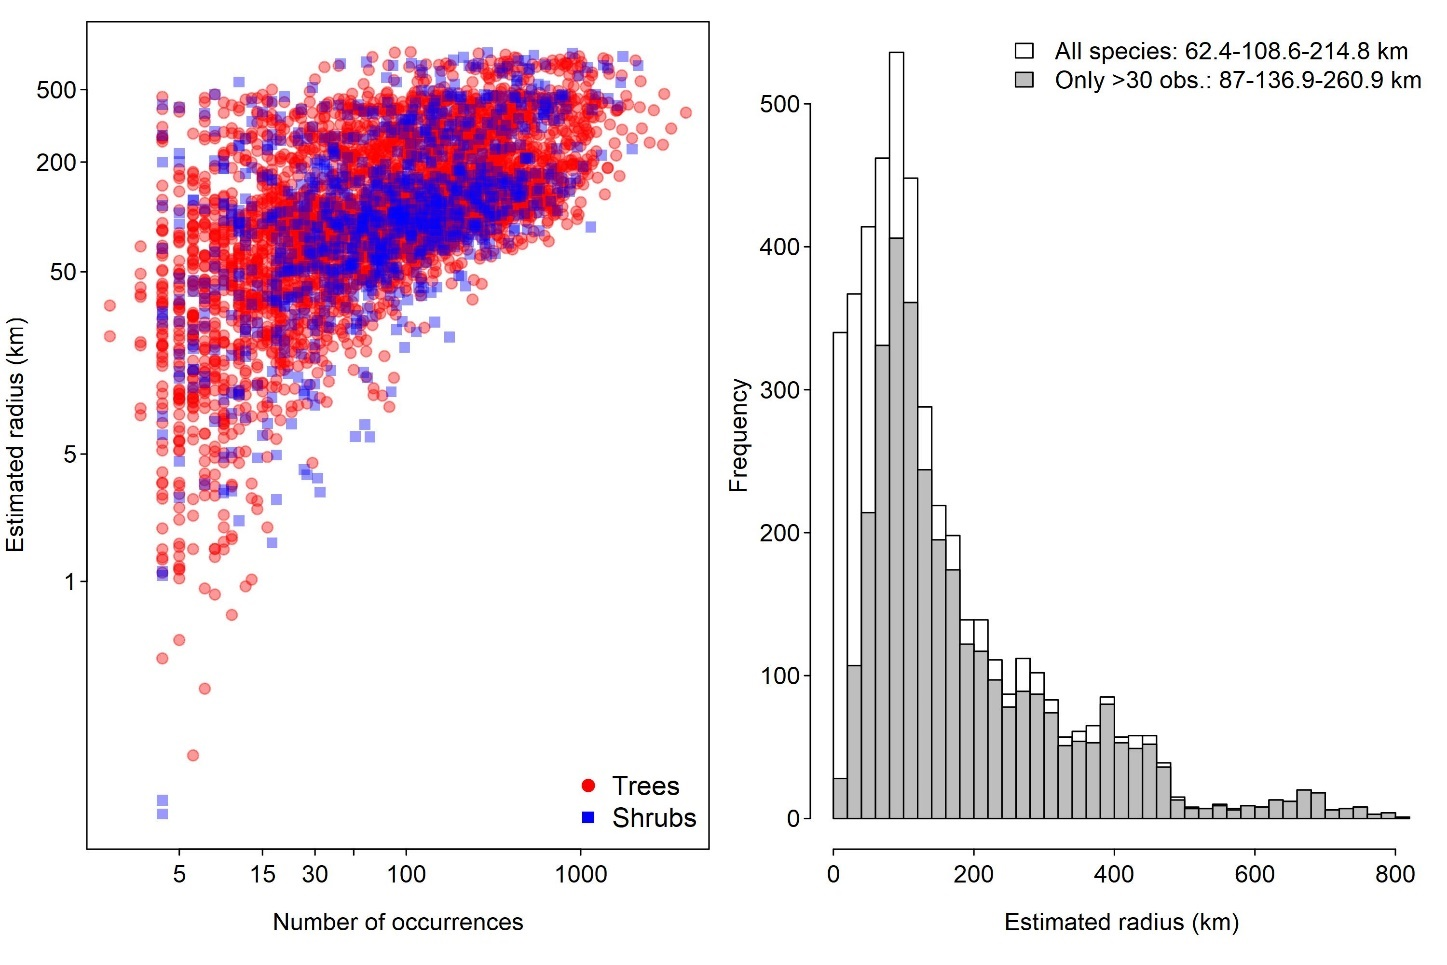 500
200
50
5
1
Estimated radius (km)
5 15 30 100 1000
Number of occurrences
Trees
Shrubs
All species: 62.4-108.6-214.8 km
Only >30 obs.: 87-136.9-260.9 km
500
400
300
200
100
0
Frequency
0 200 400 600 800
Estimated radius (km)